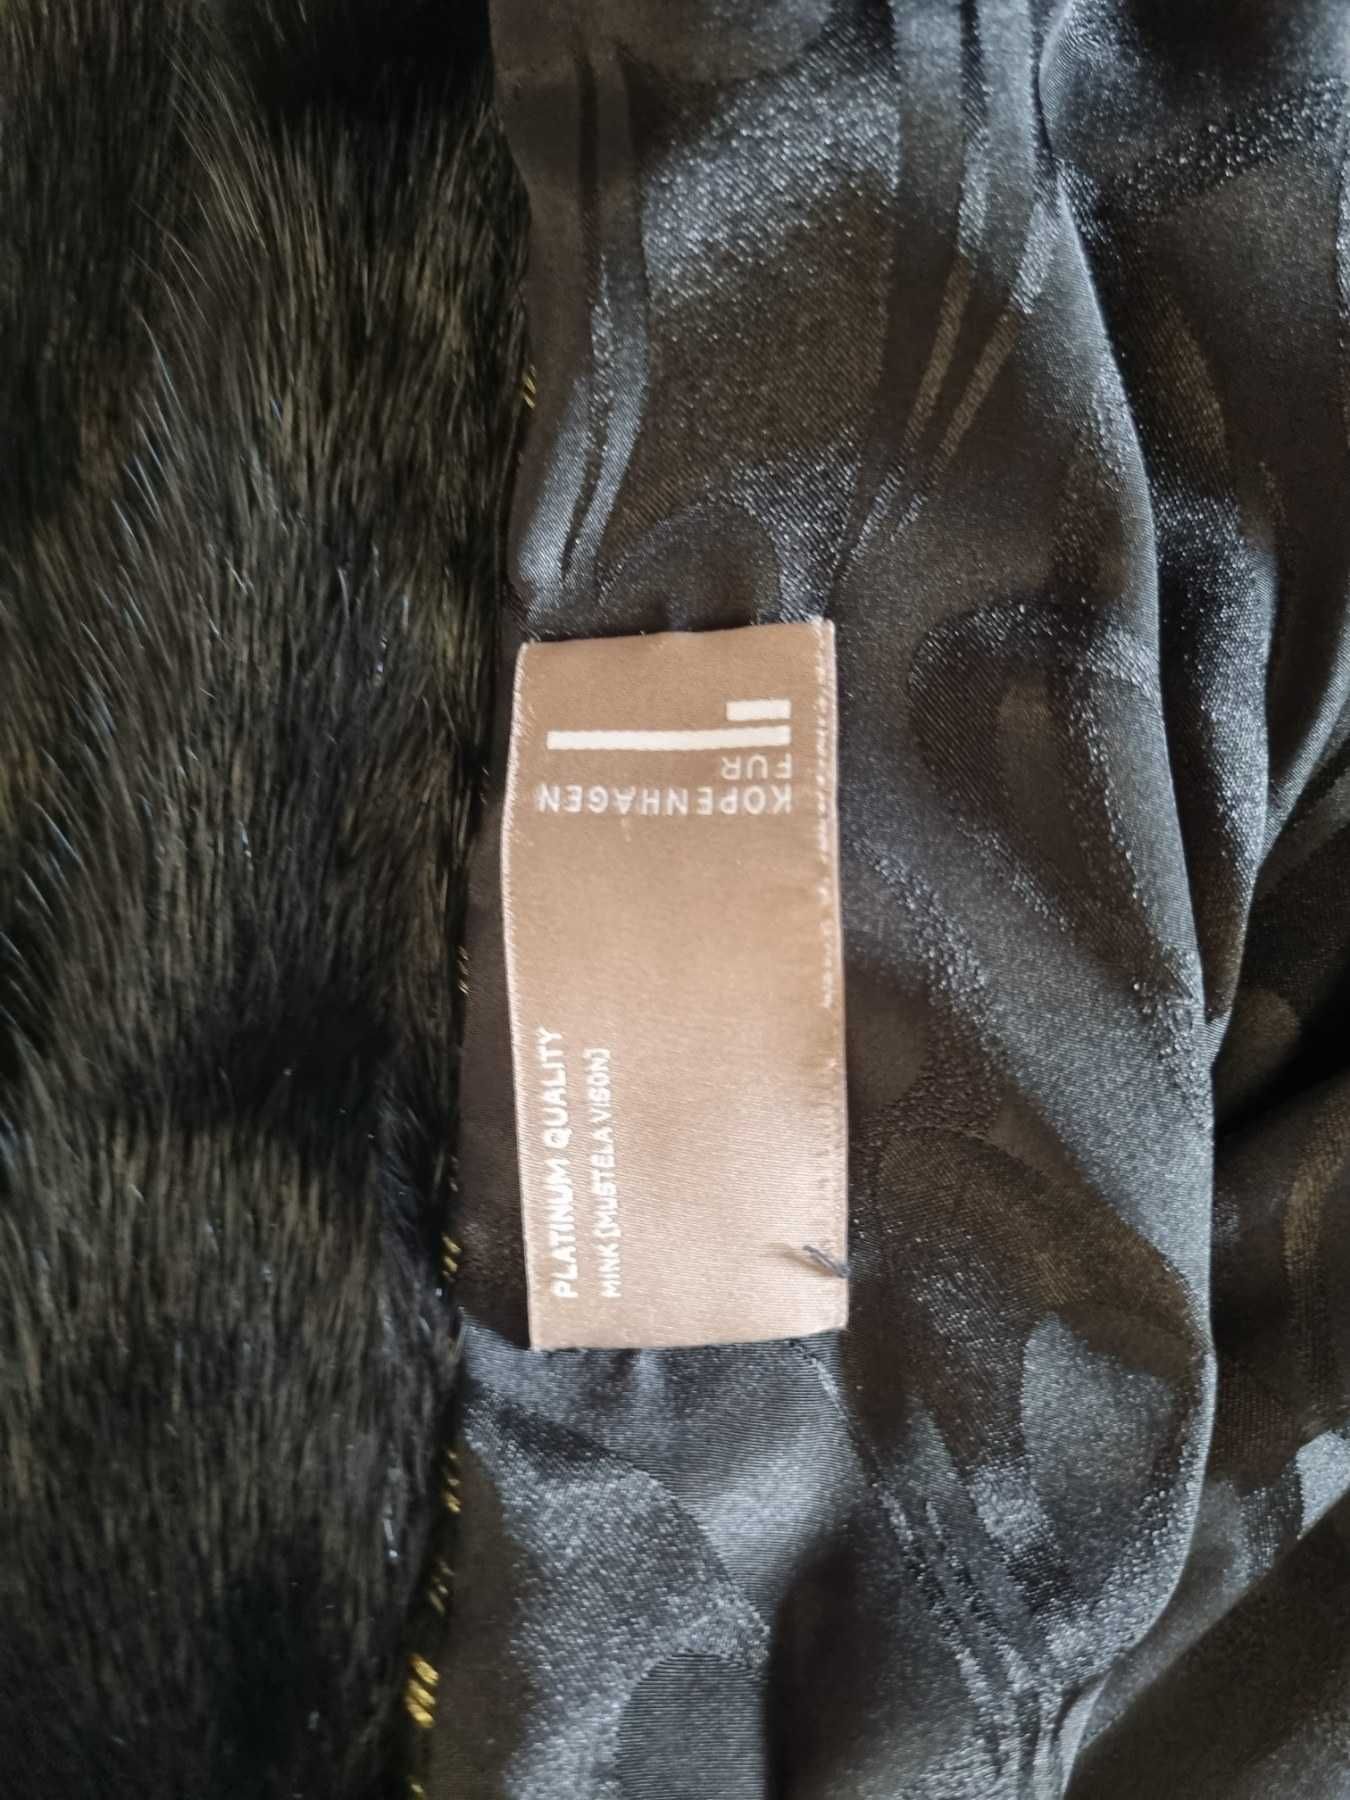 KOPENHAGEN
FUR
PLATINUM QUALITY
MINK (MUSTELA VISON)